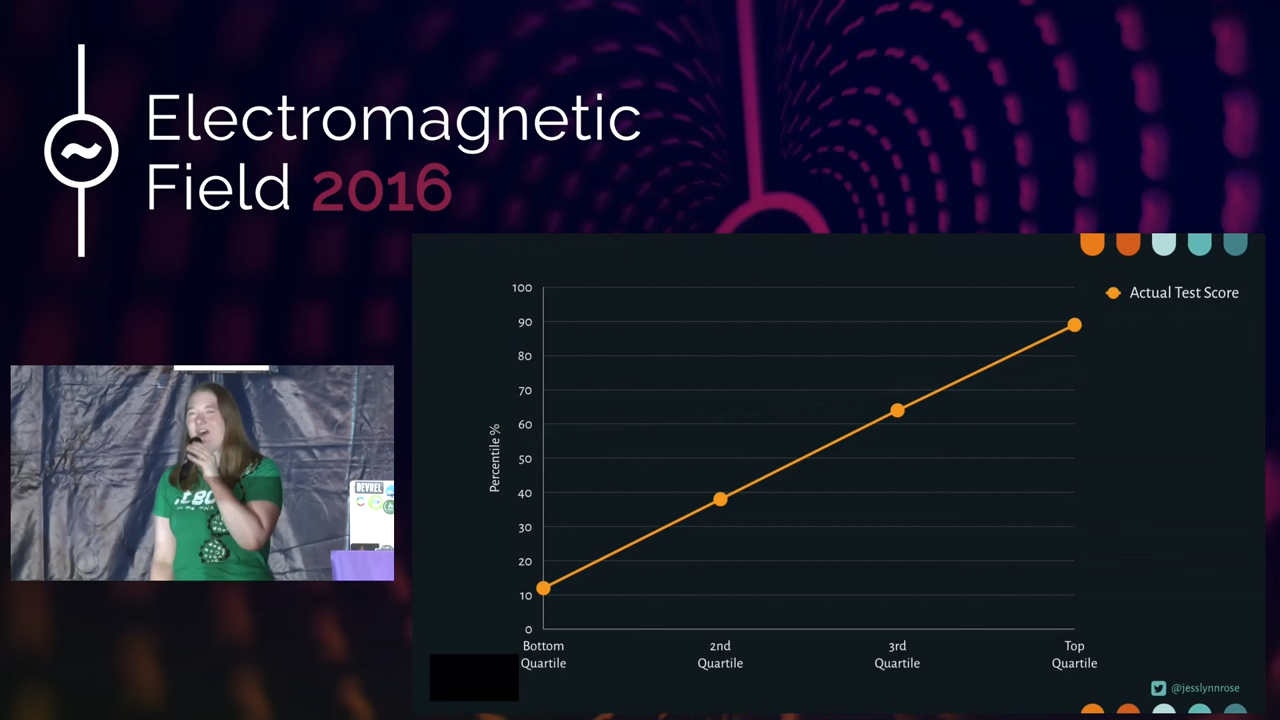 Electromagnetic
Field 2016
Actual Test Score
100
90
80
70
60
50
40
30
20
10
0
Percentile %
Bottom
Quartile
2nd
Quartile
3rd
Quartile
Top
Quartile
@jesslynnrose
DEVREL